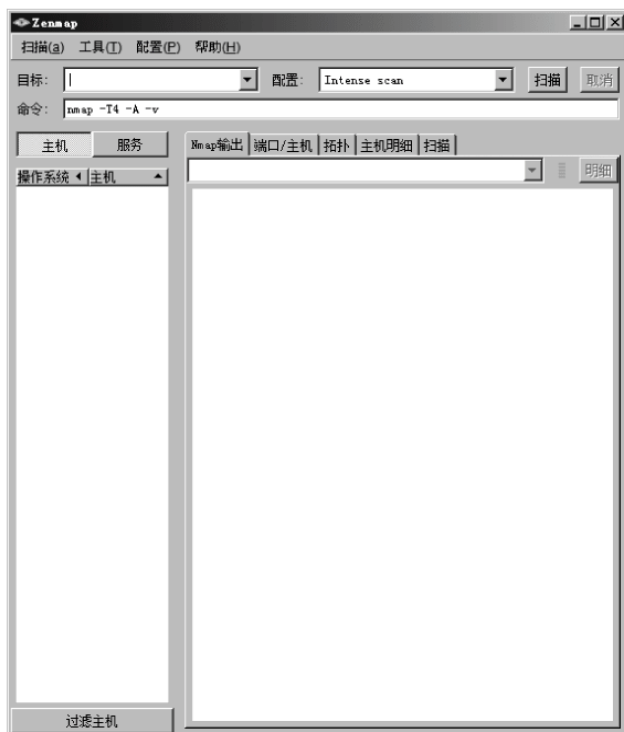 Zenmap
扫描(a) 工具(T) 配置(P) 帮助(H)
目标: 配置: Intense scan 扫描 取消
命令: nmap -T4 -A -v
主机 服务 Nmap输出 端口/主机 拓扑 主机明细 扫描
操作系统 主机 明细
过滤主机